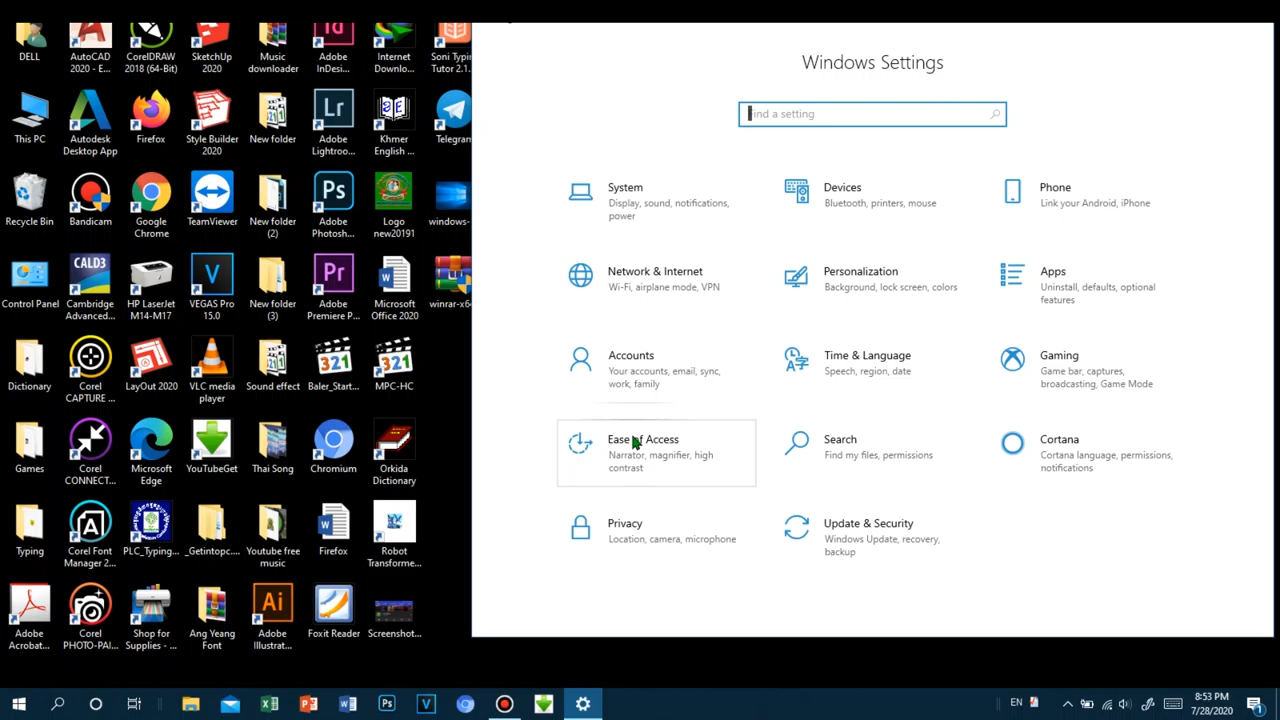 DELL
AutoCAD
2020 - E...
CorelDRAW
2018 (64-Bit)
SketchUp
2020
Music
downloader
Adobe
InDesi...
Internet
Downlo...
Soni Typin
Tutor 2.1.
This PC
Autodesk
Desktop App
Firefox
Style Builder
2020
New folder
Adobe
Lightroo...
Khmer
English ...
Telegram
Recycle Bin
Bandicam
Google
Chrome
TeamViewer
New folder
(2)
Adobe
Photosh...
Logo
new20191
windows-
Control Panel
Cambridge
Advanced...
HP LaserJet
M14-M17
VEGAS Pro
15.0
New folder
(3)
Adobe
Premiere P...
Microsoft
Office 2020
winrar-x6
Dictionary
Corel
CAPTURE ...
LayOut 2020
VLC media
player
Sound effect
Baler_Start...
MPC-HC
Games
Corel
CONNECT...
Microsoft
Edge
YouTubeGet
Thai Song
Chromium
Orkida
Dictionary
Typing
Corel Font
Manager 2...
PLC_Typing...
_Getintopc....
Youtube free
music
Firefox
Robot
Transforme...
Adobe
Acrobat...
Corel
PHOTO-PAI...
Shop for
Supplies - ...
Ang Yeang
Font
Adobe
Illustrat...
Foxit Reader
Screenshot...
Windows Settings
Find a setting
System
Display, sound, notifications,
power
Devices
Bluetooth, printers, mouse
Phone
Link your Android, iPhone
Network & Internet
Wi-Fi, airplane mode, VPN
Personalization
Background, lock screen, colors
Apps
Uninstall, defaults, optional
features
Accounts
Your accounts, email, sync,
work, family
Time & Language
Speech, region, date
Gaming
Game bar, captures,
broadcasting, Game Mode
Ease of Access
Narrator, magnifier, high
contrast
Search
Find my files, permissions
Cortana
Cortana language, permissions,
notifications
Privacy
Location, camera, microphone
Update & Security
Windows Update, recovery,
backup
EN
8:53 PM
7/28/2020